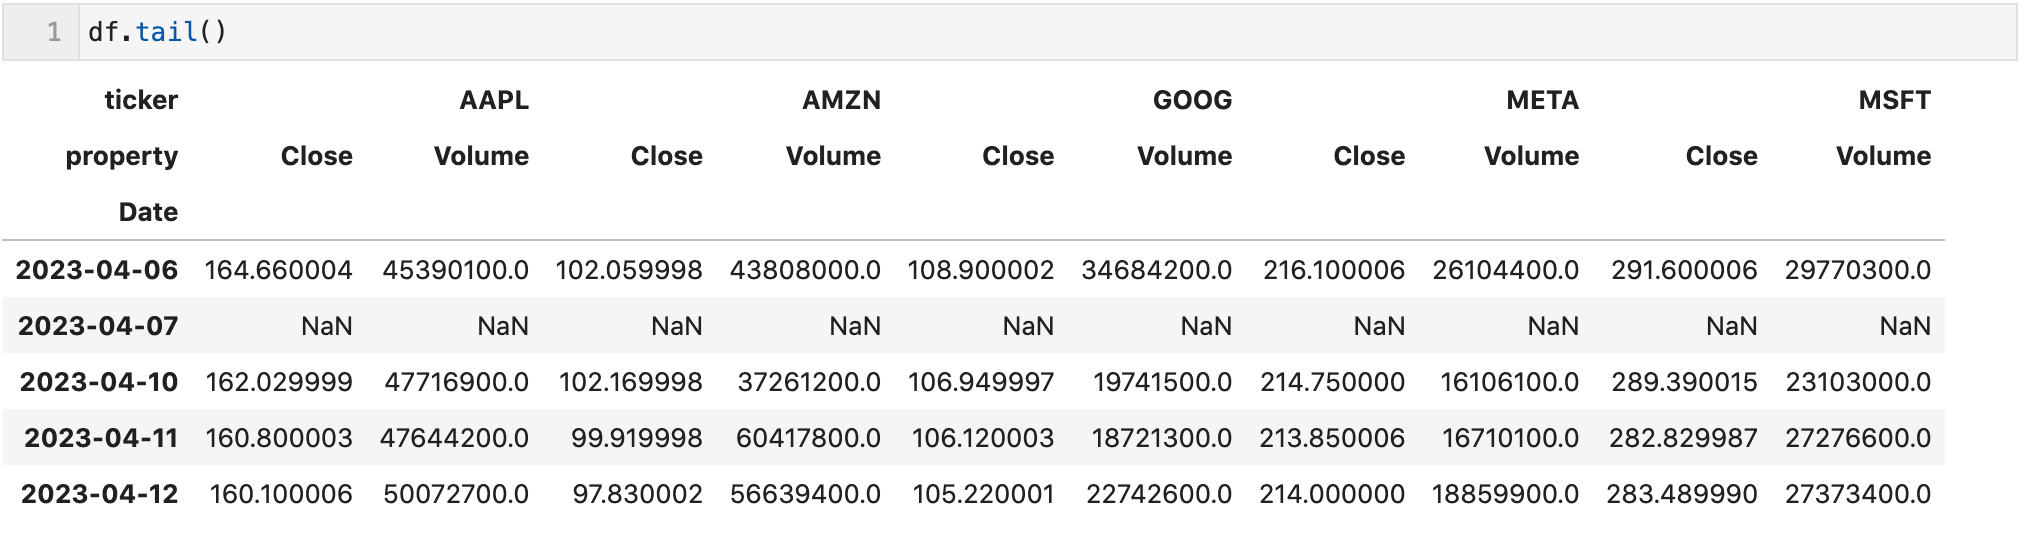 1 df.tail()
ticker AAPL AMZN GOOG META MSFT
property Close Volume Close Volume Close Volume Close Volume Close Volume
Date
2023-04-06 164.660004 45390100.0 102.059998 43808000.0 108.900002 34684200.0 216.100006 26104400.0 291.600006 29770300.0
2023-04-07 NaN NaN NaN NaN NaN NaN NaN NaN NaN NaN
2023-04-10 162.029999 47716900.0 102.169998 37261200.0 106.949997 19741500.0 214.750000 16106100.0 289.390015 23103000.0
2023-04-11 160.800003 47644200.0 99.919998 60417800.0 106.120003 18721300.0 213.850006 16710100.0 282.829987 27276600.0
2023-04-12 160.100006 50072700.0 97.830002 56639400.0 105.220001 22742600.0 214.000000 18859900.0 283.489990 27373400.0